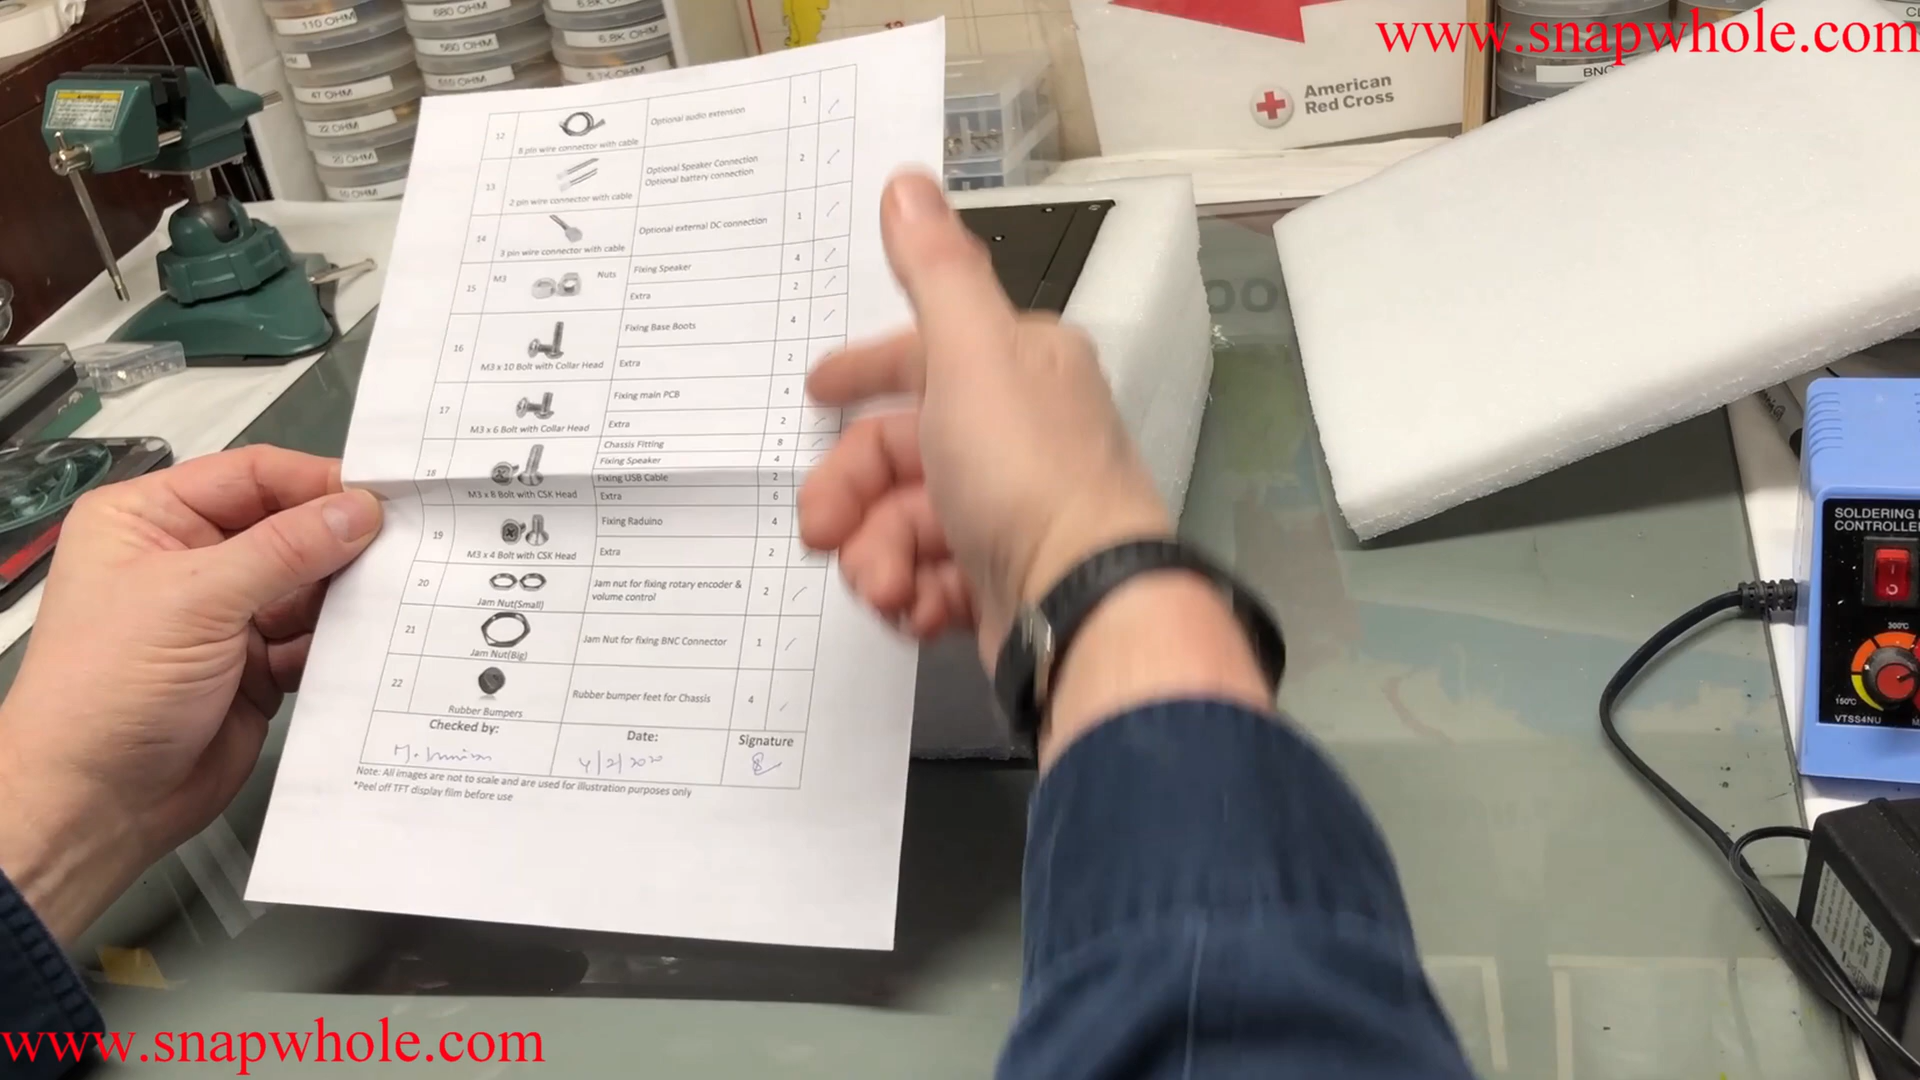 www.snapwhole.com
110 OHM
680 OHM
6.8K OHM
560 OHM
6.8K OHM
47 OHM
22 OHM
20 OHM
10 OHM
American
Red Cross
BNC
12
8 pin wire connector with cable
Optional audio extension
1
13
2 pin wire connector with cable
Optional Speaker Connection
Optional battery connection
2
14
3 pin wire connector with cable
Optional external DC connection
1
15
M3
Nuts
Fixing Speaker
4
Extra
2
16
M3 x 10 Bolt with Collar Head
Fixing Base Boots
4
Extra
2
17
M3 x 6 Bolt with Collar Head
Fixing main PCB
4
Extra
2
18
M3 x 8 Bolt with CSK Head
Chassis Fitting
8
Fixing Speaker
4
Fixing USB Cable
2
Extra
6
19
M3 x 4 Bolt with CSK Head
Fixing Raduino
4
Extra
2
20
Jam Nut(Small)
Jam nut for fixing rotary encoder &
volume control
2
21
Jam Nut(Big)
Jam Nut for fixing BNC Connector
1
22
Rubber Bumpers
Rubber bumper feet for Chassis
4
Checked by:
Date:
4/2/2020
Signature
Note: All images are not to scale and are used for illustration purposes only
*Peel off TFT display film before use
SOLDERING
CONTROLLER
300°C
150°C
VTSS4NU
www.snapwhole.com